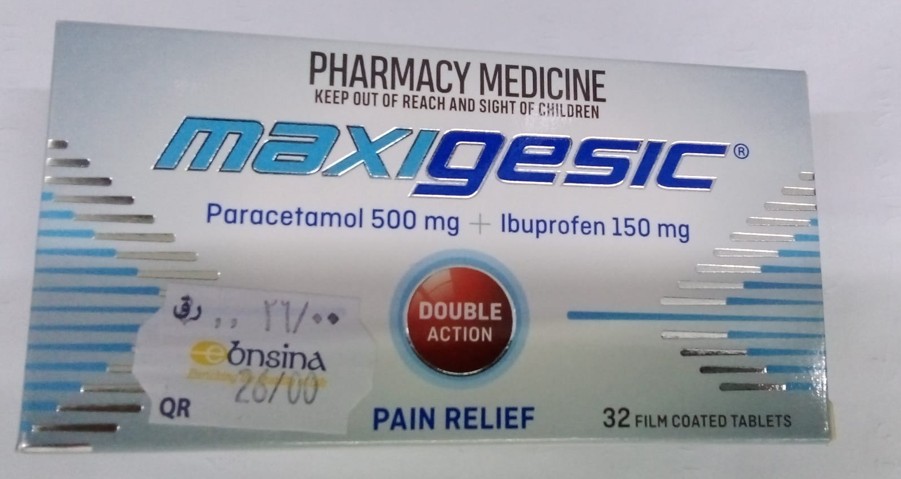 PHARMACY MEDICINE
KEEP OUT OF REACH AND SIGHT OF CHILDREN
maxigesic®
Paracetamol 500 mg + Ibuprofen 150 mg
DOUBLE
ACTION
ر.ق ٢٦/٠٠
ebnsina
26/00
QR
PAIN RELIEF
32 FILM COATED TABLETS